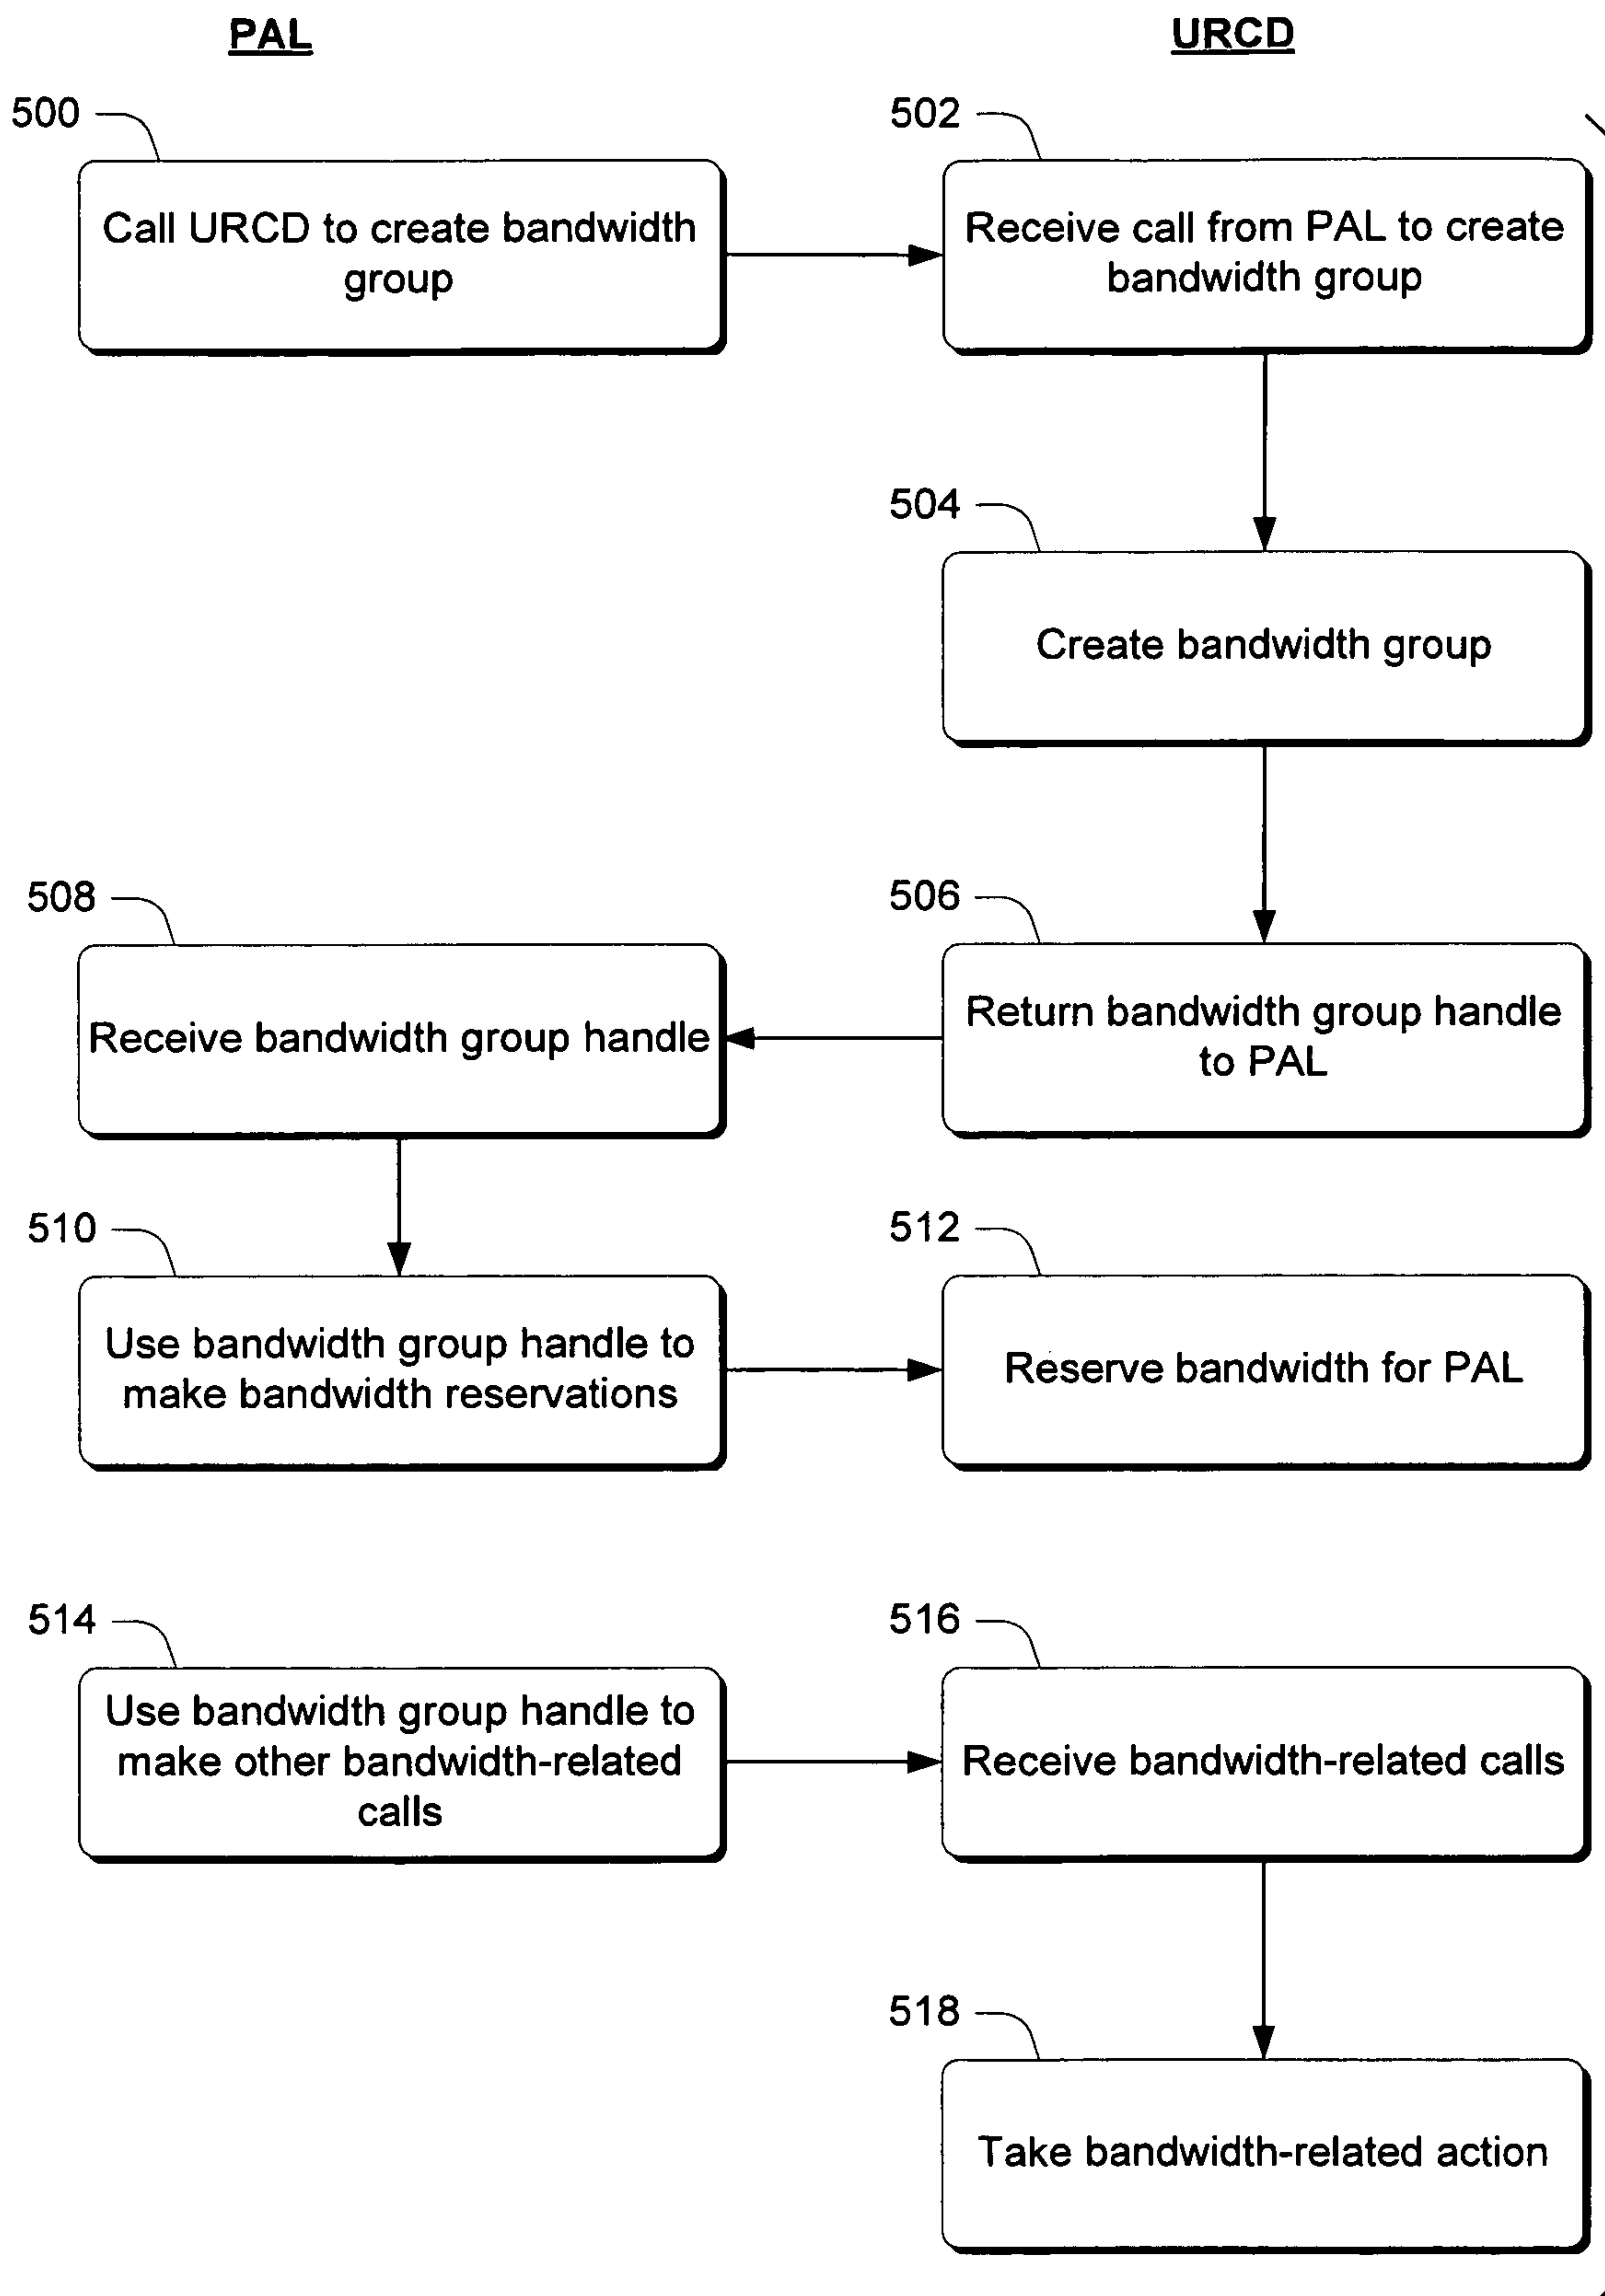 PAL
URCD
500
502
Call URCD to create bandwidth
group
Receive call from PAL to create
bandwidth group
504
Create bandwidth group
508
506
Receive bandwidth group handle
Return bandwidth group handle
to PAL
510
512
Use bandwidth group handle to
make bandwidth reservations
Reserve bandwidth for PAL
514
516
Use bandwidth group handle to
make other bandwidth-related
calls
Receive bandwidth-related calls
518
Take bandwidth-related action